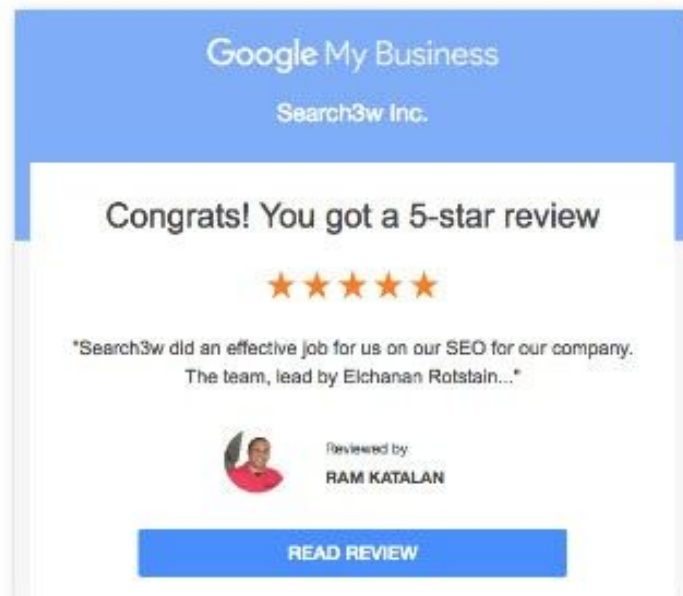 Google My Business
Search3w Inc.
Congrats! You got a 5-star review
"Search3w did an effective job for us on our SEO for our company.
The team, lead by Elchanan Rotstain..."
Reviewed by
RAM KATALAN
READ REVIEW